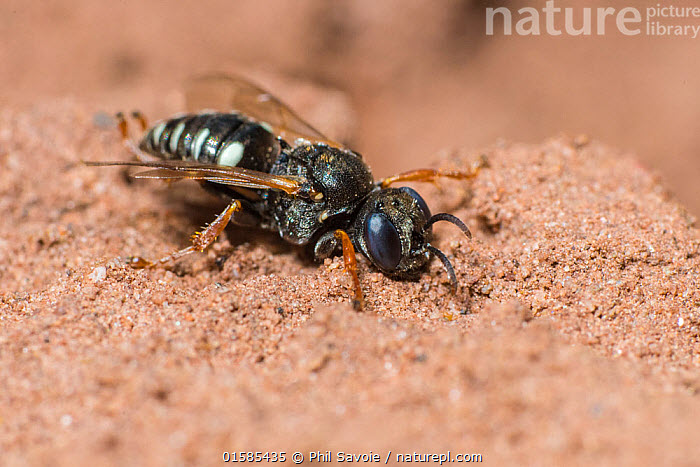 nature picture library
01585435 © Phil Savoie / naturepl.com